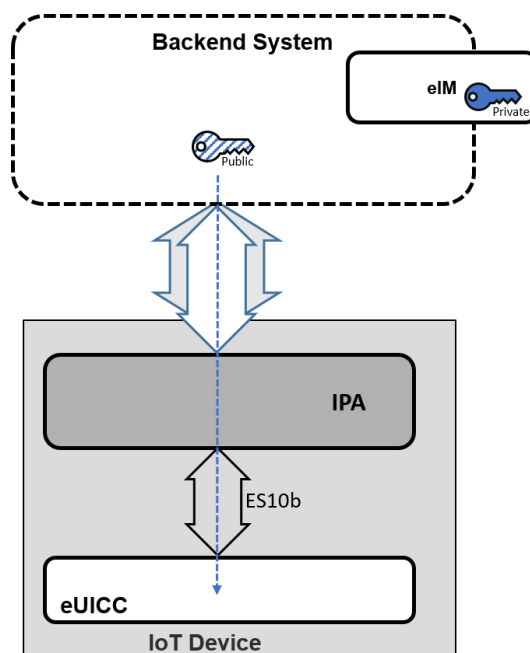 Backend System
eIM
Private
Public
IPA
ES10b
eUICC
IoT Device